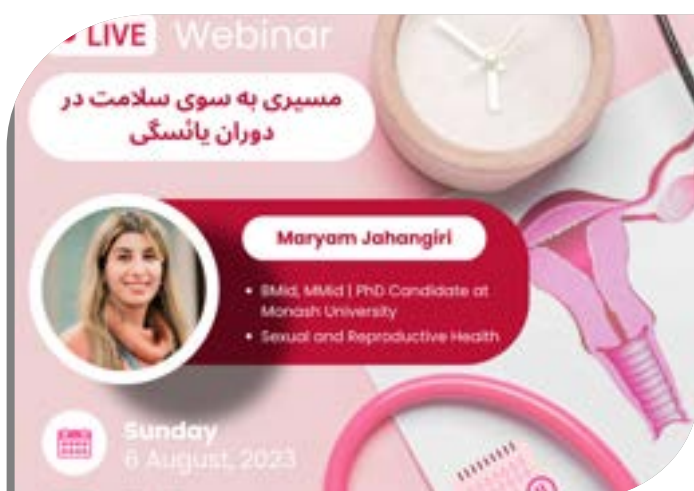 LIVE Webinar
مسیری به سوی سلامت در
دوران یائسگی
Maryam Jahangiri
• BMid, MMid | PhD Candidate at
Monash University
• Sexual and Reproductive Health
Sunday
6 August, 2023